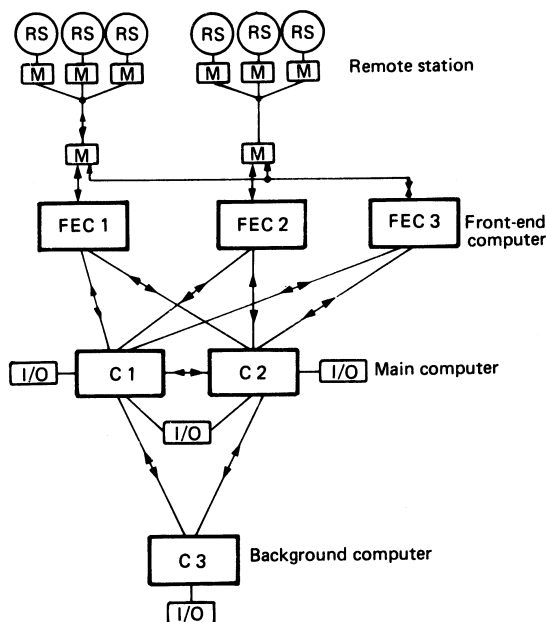 RS RS RS RS RS RS
M M M M M M
Remote station
M M
FEC 1 FEC 2 FEC 3
Front-end
computer
I/O C 1 C 2 I/O Main computer
I/O
C 3 Background computer
I/O